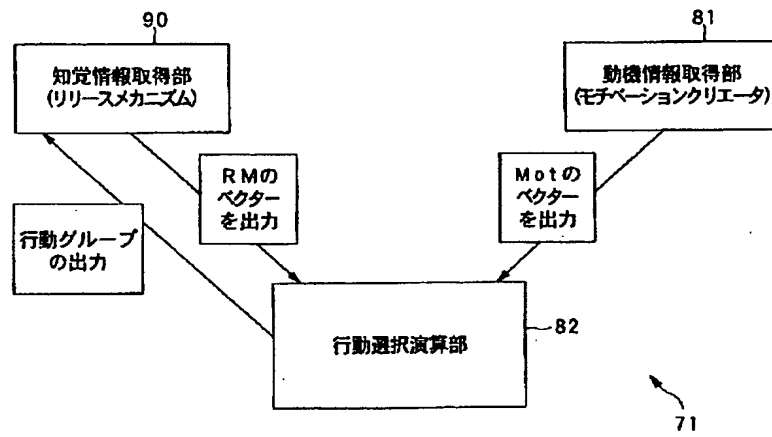 90
知覚情報取得部
(リリースメカニズム)
81
動機情報取得部
(モチベーションクリエータ)
RMの
ベクター
を出力
Motの
ベクター
を出力
行動グループ
の出力
行動選択演算部
82
71